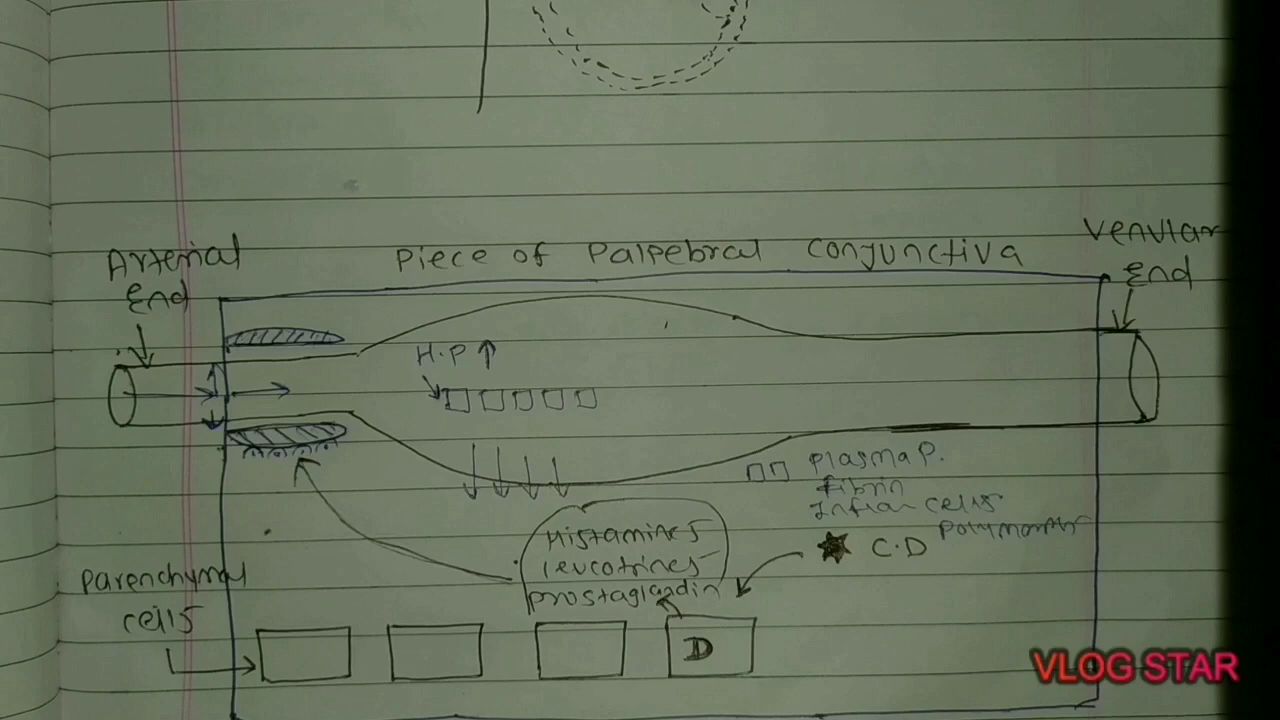 Piece of Palpebral Conjunctiva
Arterial
End
Venular
End
H.P ↑
Plasma P.
fibrin
Inflam cells
Polymorphs
Histamines
leucotrines
prostaglandin
C.D
parenchymal
cells
D
VLOG STAR